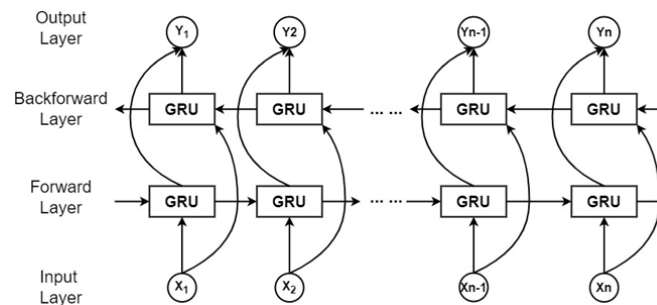 Output
Layer
Y1
Y2
Yn-1
Yn
Backforward
Layer
GRU
GRU
... ...
GRU
GRU
Forward
Layer
GRU
GRU
... ...
GRU
GRU
Input
Layer
X1
X2
Xn-1
Xn